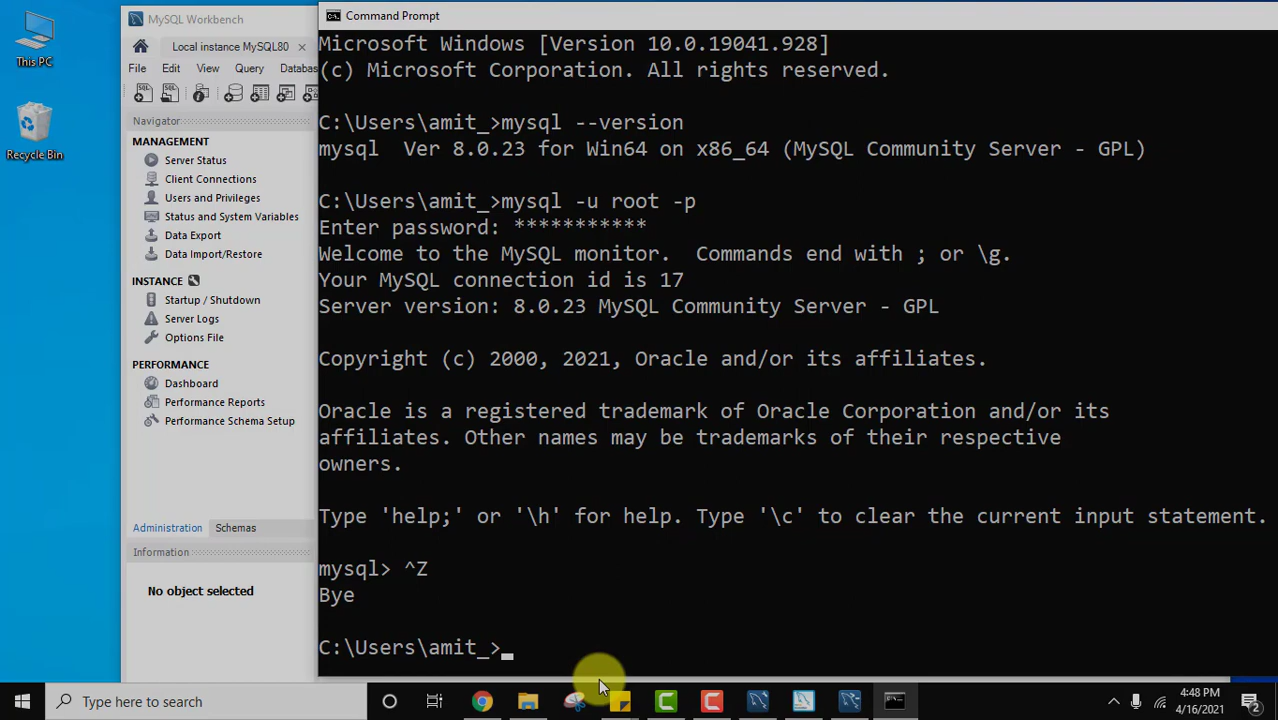 This PC
Recycle Bin
MySQL Workbench
Local instance MySQL80 ×
File Edit View Query Databas
Navigator
MANAGEMENT
Server Status
Client Connections
Users and Privileges
Status and System Variables
Data Export
Data Import/Restore
INSTANCE
Startup / Shutdown
Server Logs
Options File
PERFORMANCE
Dashboard
Performance Reports
Performance Schema Setup
Administration Schemas
Information
No object selected
Command Prompt
Microsoft Windows [Version 10.0.19041.928]
(c) Microsoft Corporation. All rights reserved.
C:\Users\amit_>mysql --version
mysql  Ver 8.0.23 for Win64 on x86_64 (MySQL Community Server - GPL)
C:\Users\amit_>mysql -u root -p
Enter password: ***********
Welcome to the MySQL monitor.  Commands end with ; or \g.
Your MySQL connection id is 17
Server version: 8.0.23 MySQL Community Server - GPL
Copyright (c) 2000, 2021, Oracle and/or its affiliates.
Oracle is a registered trademark of Oracle Corporation and/or its
affiliates. Other names may be trademarks of their respective
owners.
Type 'help;' or '\h' for help. Type '\c' to clear the current input statement.
mysql> ^Z
Bye
C:\Users\amit_>_
Type here to search
4:48 PM
4/16/2021
2